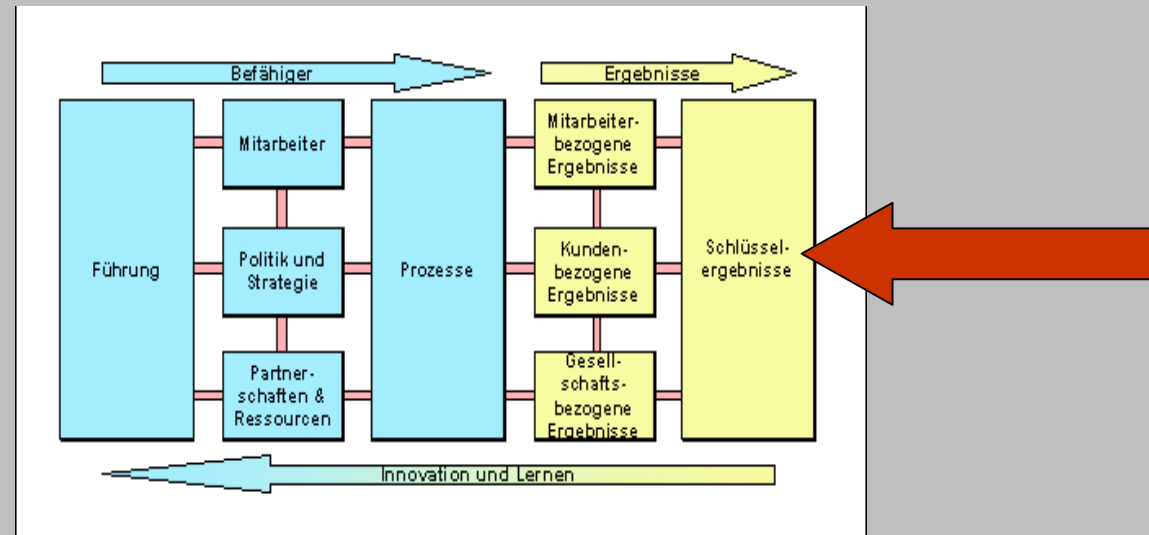 Befähiger
Ergebnisse
Führung
Mitarbeiter
Politik und
Strategie
Partner-
schaften &
Ressourcen
Prozesse
Mitarbeiter-
bezogene
Ergebnisse
Kunden-
bezogene
Ergebnisse
Gesell-
schafts-
bezogene
Ergebnisse
Schlüssel-
ergebnisse
Innovation und Lernen